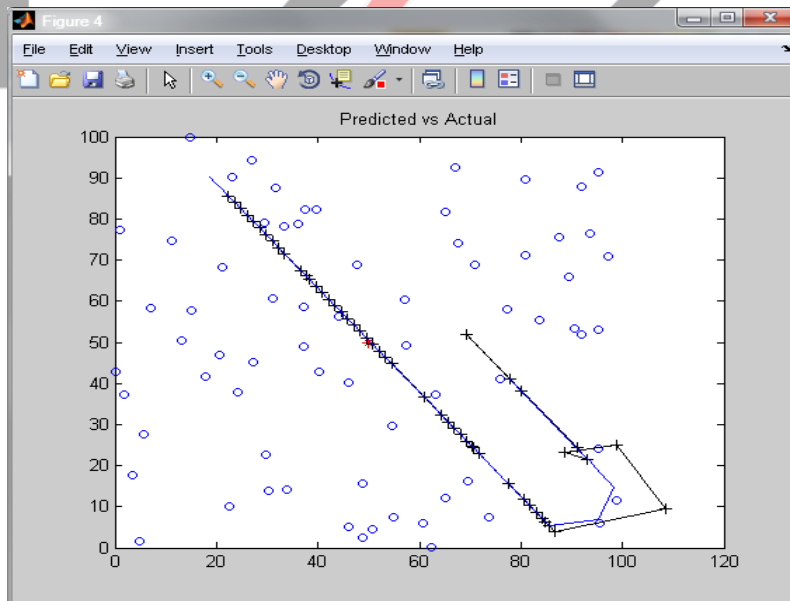 Figure 4
File Edit View Insert Tools Desktop Window Help
Predicted vs Actual
100
90
80
70
60
50
40
30
20
10
0
0 20 40 60 80 100 120